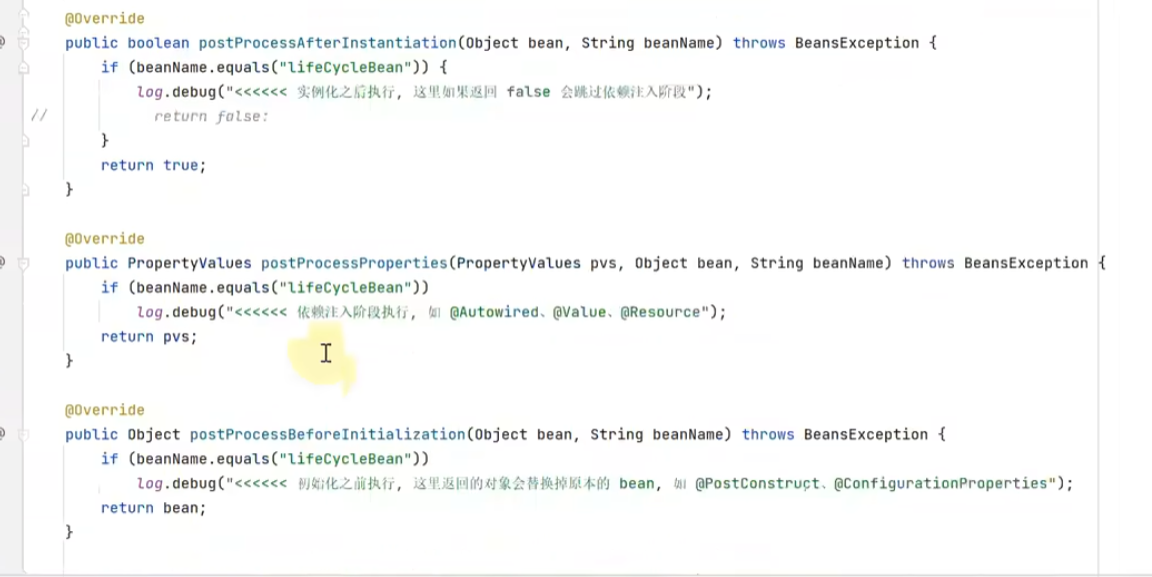 @Override
public boolean postProcessAfterInstantiation(Object bean, String beanName) throws BeansException {
if (beanName.equals("lifeCycleBean")) {
log.debug("<<<<<< 实例化之后执行, 这里如果返回 false 会跳过依赖注入阶段");
// return false;
}
return true;
}
@Override
public PropertyValues postProcessProperties(PropertyValues pvs, Object bean, String beanName) throws BeansException {
if (beanName.equals("lifeCycleBean"))
log.debug("<<<<<< 依赖注入阶段执行, 如 @Autowired、@Value、@Resource");
return pvs;
}
@Override
public Object postProcessBeforeInitialization(Object bean, String beanName) throws BeansException {
if (beanName.equals("lifeCycleBean"))
log.debug("<<<<<< 初始化之前执行, 这里返回的对象会替换掉原本的 bean, 如 @PostConstruct、@ConfigurationProperties");
return bean;
}